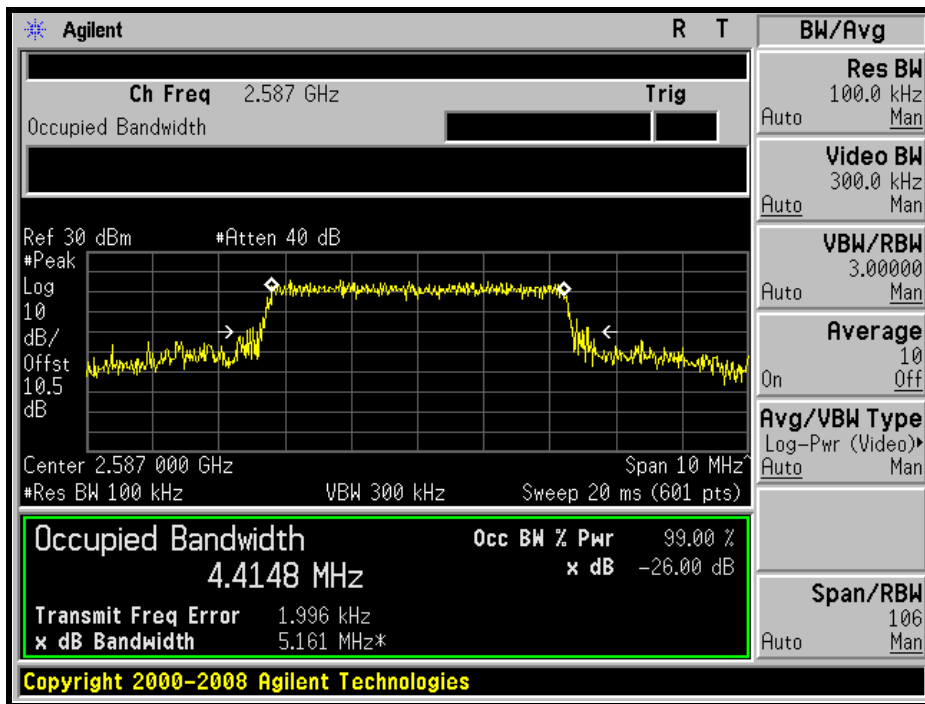 Agilent R T
Ch Freq 2.587 GHz Trig
Occupied Bandwidth
Ref 30 dBm #Atten 40 dB
#Peak
Log
10
dB/
Offst
10.5
dB
Center 2.587 000 GHz Span 10 MHz^
#Res BW 100 kHz VBW 300 kHz Sweep 20 ms (601 pts)
Occupied Bandwidth
4.4148 MHz
Occ BW % Pwr 99.00 %
x dB -26.00 dB
Transmit Freq Error 1.996 kHz
x dB Bandwidth 5.161 MHz*
Copyright 2000-2008 Agilent Technologies
BW/Avg
Res BW
100.0 kHz
Auto Man
Video BW
300.0 kHz
Auto Man
VBW/RBW
3.00000
Auto Man
Average
10
On Off
Avg/VBW Type
Log-Pwr (Video)▸
Auto Man
Span/RBW
106
Auto Man